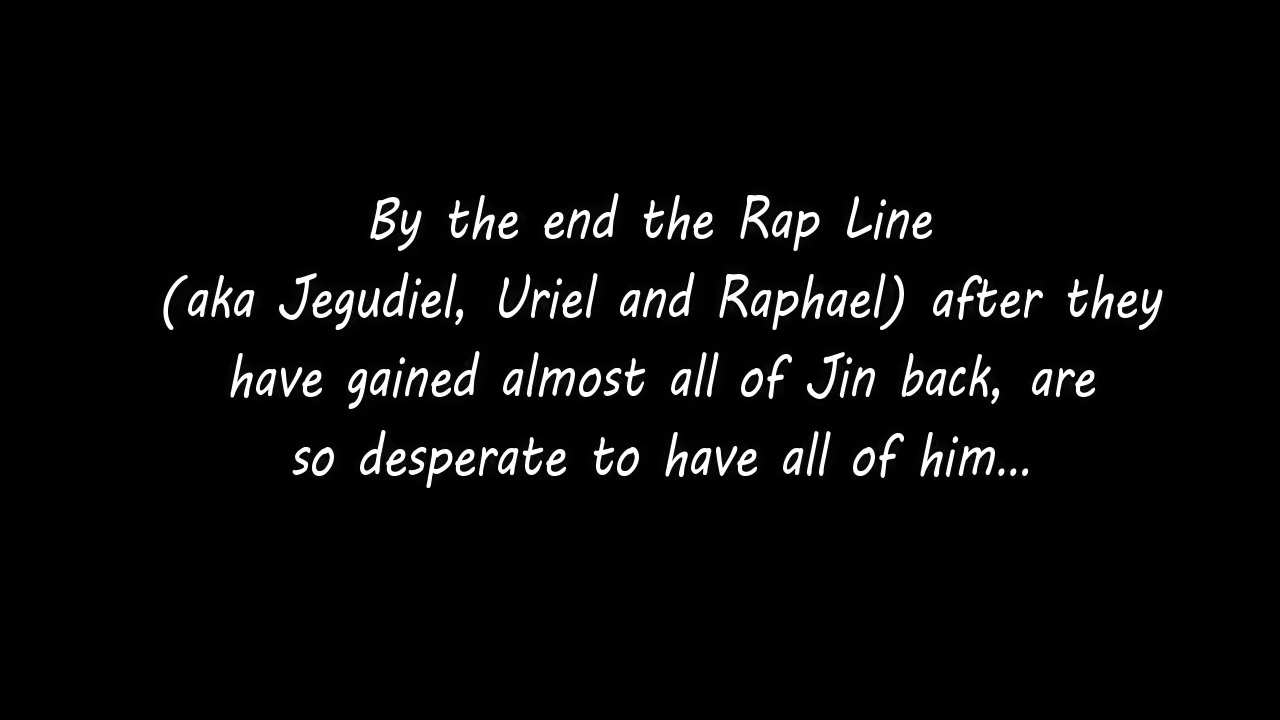 By the end the Rap Line
(aka Jegudiel, Uriel and Raphael) after they
have gained almost all of Jin back, are
so desperate to have all of him...